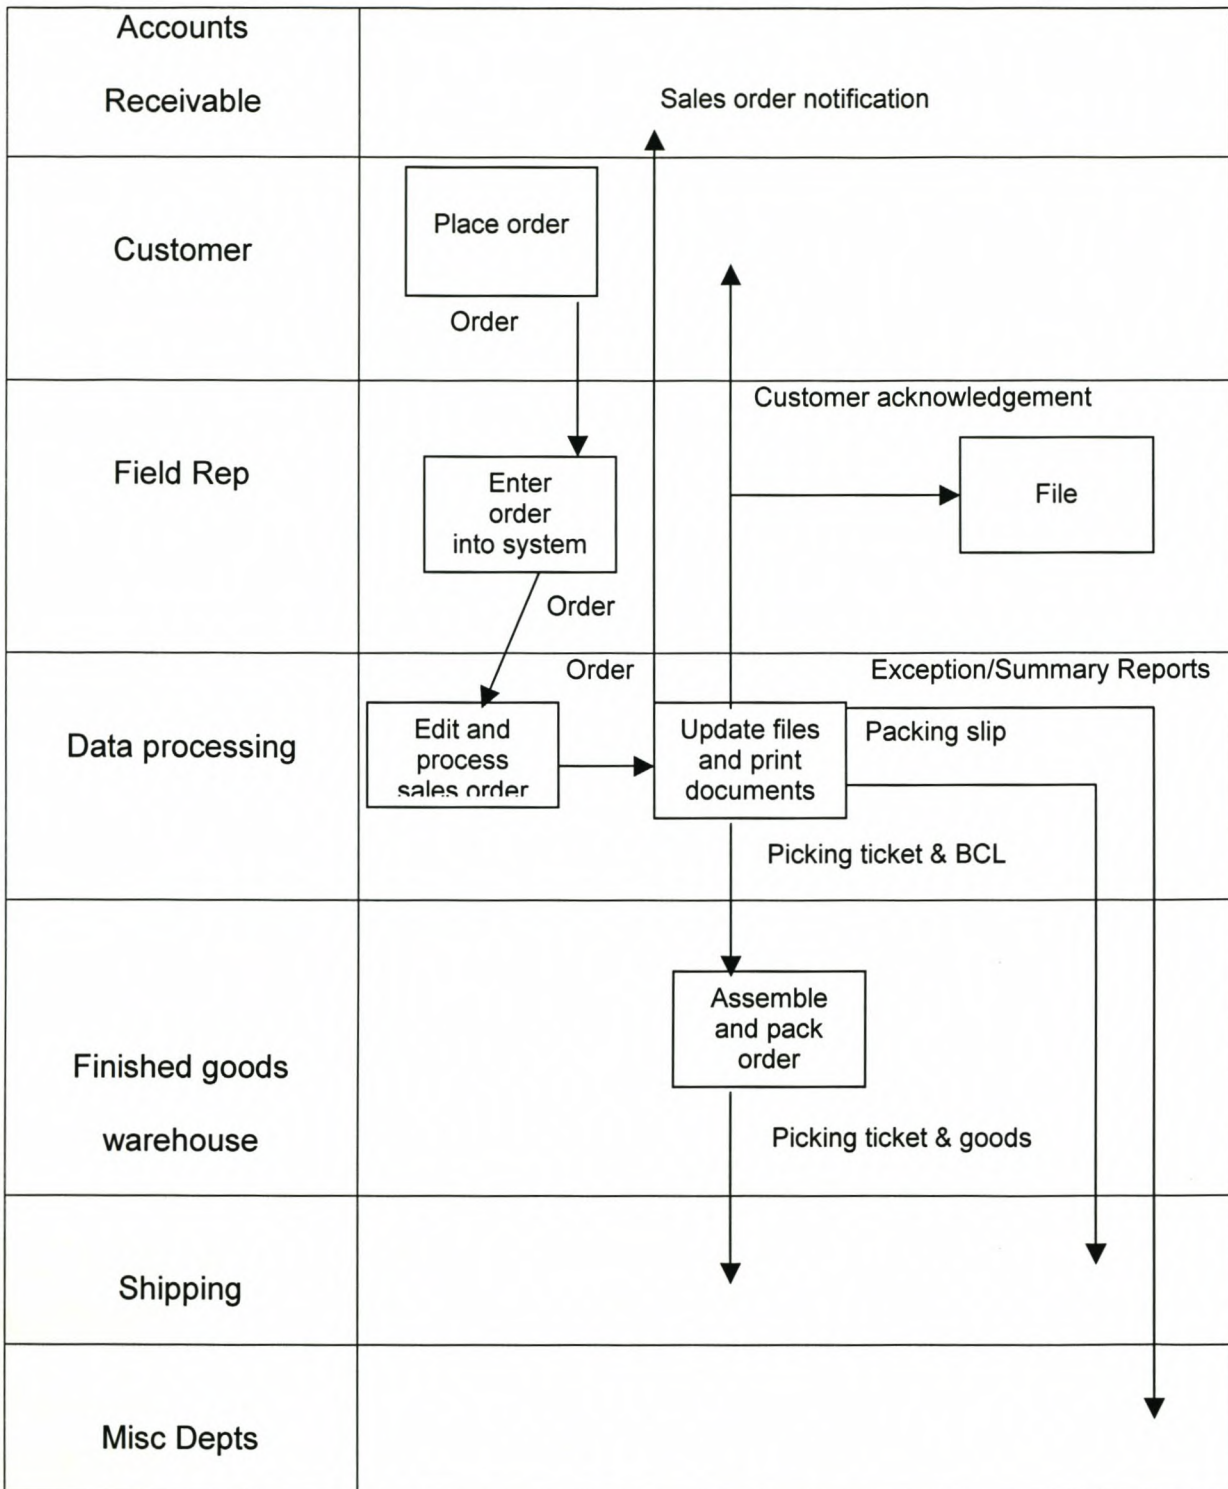 Accounts
Receivable
Sales order notification
Customer
Place order
Order
Field Rep
Customer acknowledgement
Enter
order
into system
File
Order
Data processing
Order
Exception/Summary Reports
Edit and
process
sales order
Update files
and print
documents
Packing slip
Picking ticket & BCL
Finished goods
warehouse
Assemble
and pack
order
Picking ticket & goods
Shipping
Misc Depts